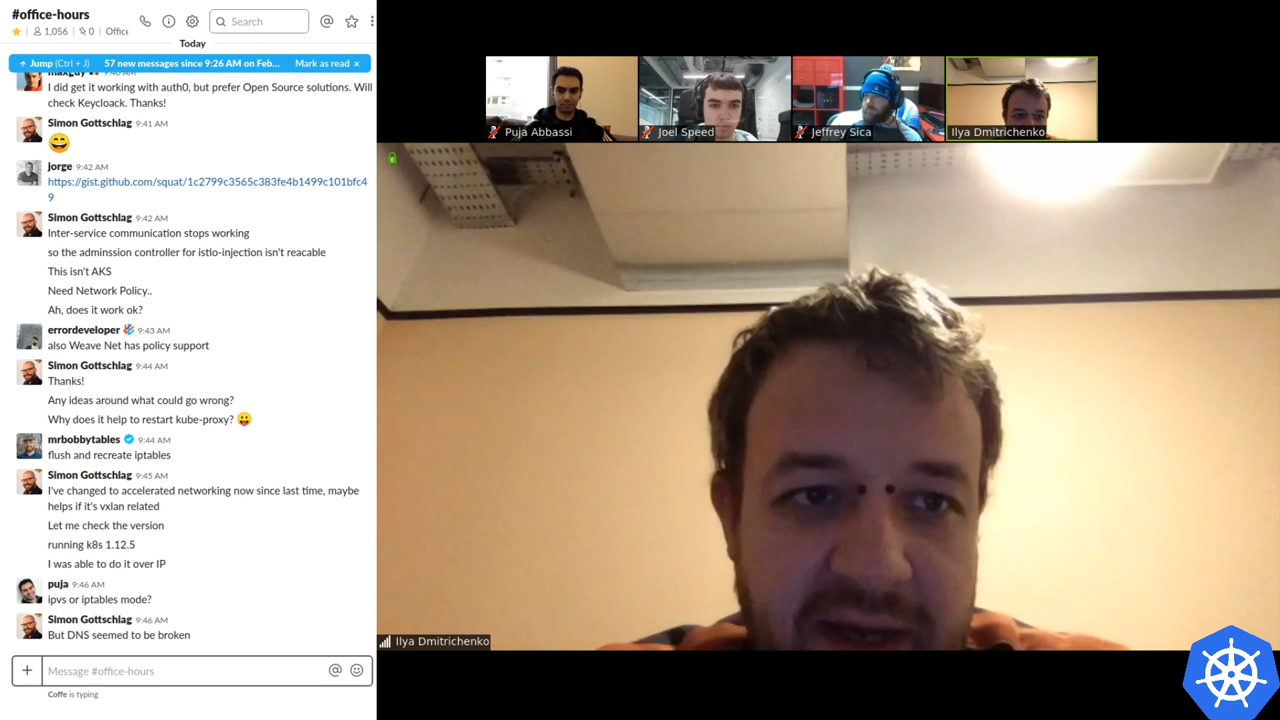 #office-hours
1,056 | 0 | Office
Search
Today
Jump (Ctrl + J) 57 new messages since 9:26 AM on Feb... Mark as read ×
I did get it working with auth0, but prefer Open Source solutions. Will
check Keycloack. Thanks!
Simon Gottschlag 9:41 AM
jorge 9:42 AM
https://gist.github.com/squat/1c2799c3565c383fe4b1499c101bfc4
9
Simon Gottschlag 9:42 AM
Inter-service communication stops working
so the adminssion controller for istio-injection isn't reacable
This isn't AKS
Need Network Policy..
Ah, does it work ok?
errordeveloper 9:43 AM
also Weave Net has policy support
Simon Gottschlag 9:44 AM
Thanks!
Any ideas around what could go wrong?
Why does it help to restart kube-proxy?
mrbobbytables 9:44 AM
flush and recreate iptables
Simon Gottschlag 9:45 AM
I've changed to accelerated networking now since last time, maybe
helps if it's vxlan related
Let me check the version
running k8s 1.12.5
I was able to do it over IP
puja 9:46 AM
ipvs or iptables mode?
Simon Gottschlag 9:46 AM
But DNS seemed to be broken
Message #office-hours
Coffe is typing
Puja Abbassi
Joel Speed
Jeffrey Sica
Ilya Dmitrichenko
Ilya Dmitrichenko